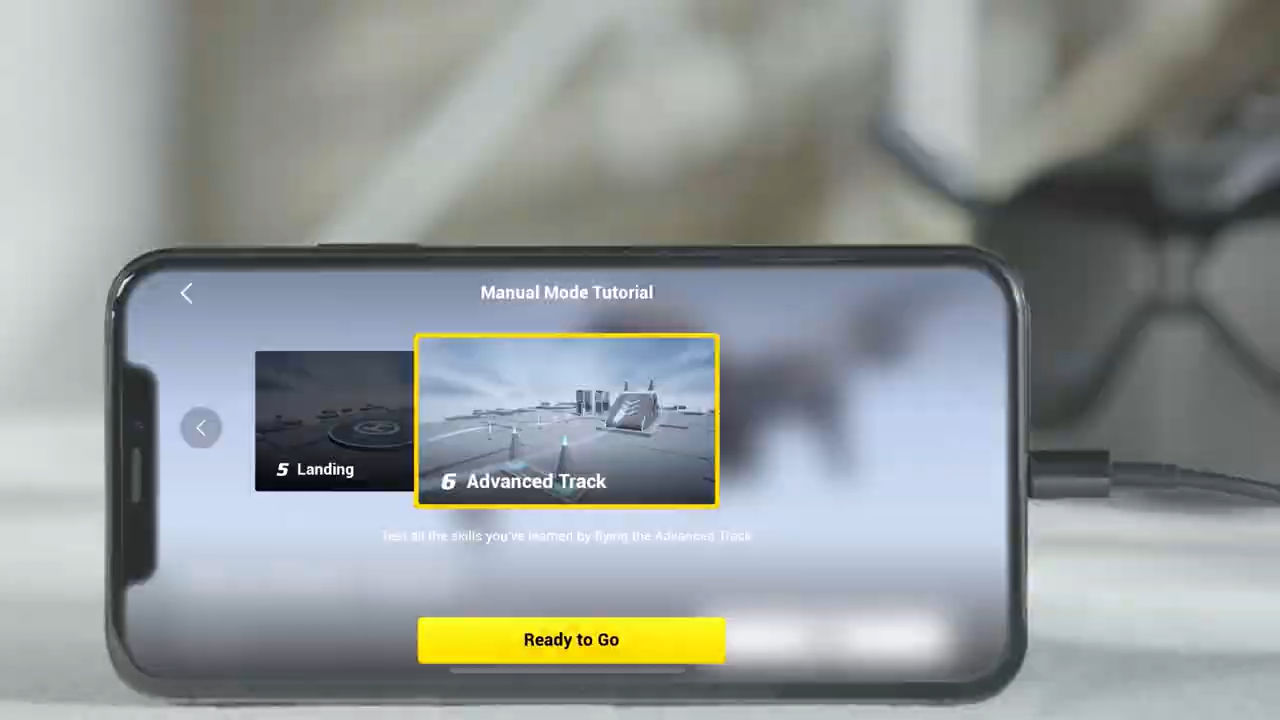 Manual Mode Tutorial
5 Landing
6 Advanced Track
Test all the skills you've learned by flying the Advanced Track
Ready to Go